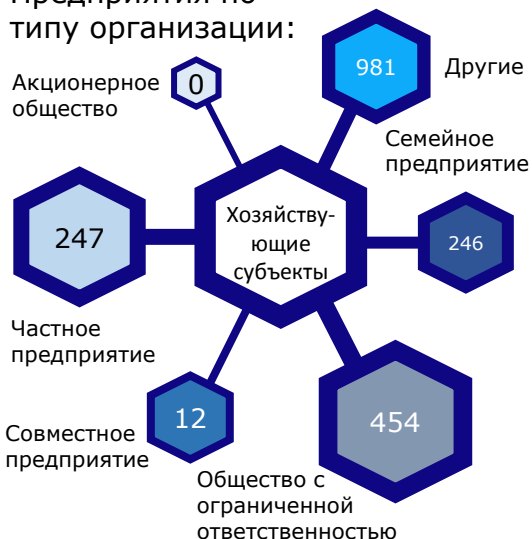 Предприятия по
типу организации:
Акционерное
общество
0
981
Другие
Семейное
предприятие
247
Хозяйству-
ющие
субъекты
246
Частное
предприятие
12
454
Совместное
предприятие
Общество с
ограниченной
ответственностью